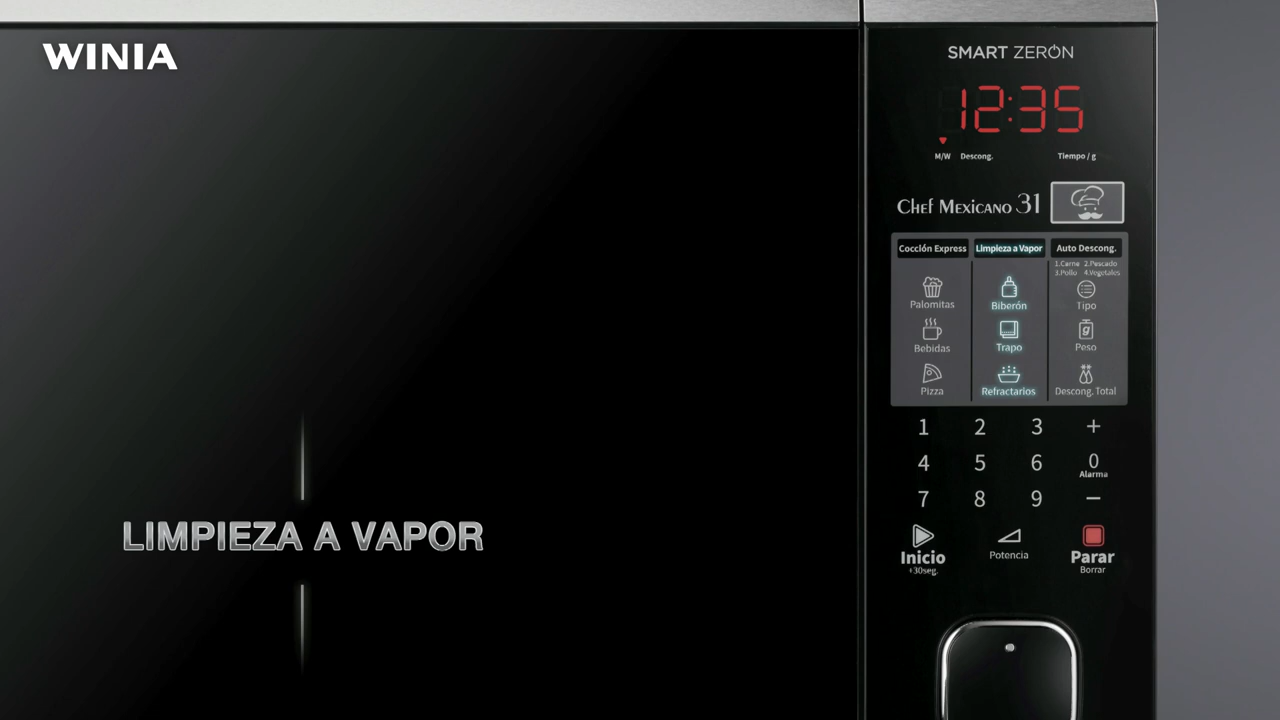 WINIA
SMART ZERON
12:35
M/W Descong. Tiempo / g
Chef Mexicano 31
Cocción Express Limpieza a Vapor Auto Descong.
1.Carne 2.Pescado
3.Pollo 4.Vegetales
Palomitas Biberón Tipo
Bebidas Trapo Peso
g
Pizza Refractarios Descong. Total
1 2 3 +
4 5 6 0
Alarma
7 8 9 −
LIMPIEZA A VAPOR
Inicio Potencia Parar
+30seg. Borrar